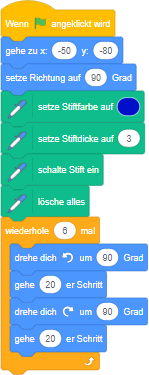 Wenn angeklickt wird
gehe zu x: -50 y: -80
setze Richtung auf 90 Grad
setze Stiftfarbe auf
setze Stiftdicke auf 3
schalte Stift ein
lösche alles
wiederhole 6 mal
drehe dich um 90 Grad
gehe 20 er Schritt
drehe dich um 90 Grad
gehe 20 er Schritt